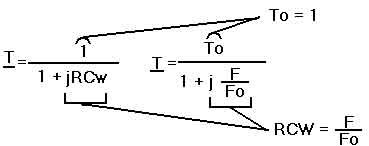 To = 1
T = 1 / (1 + jRCw)
T = To / (1 + j F/Fo)
RCW = F/Fo